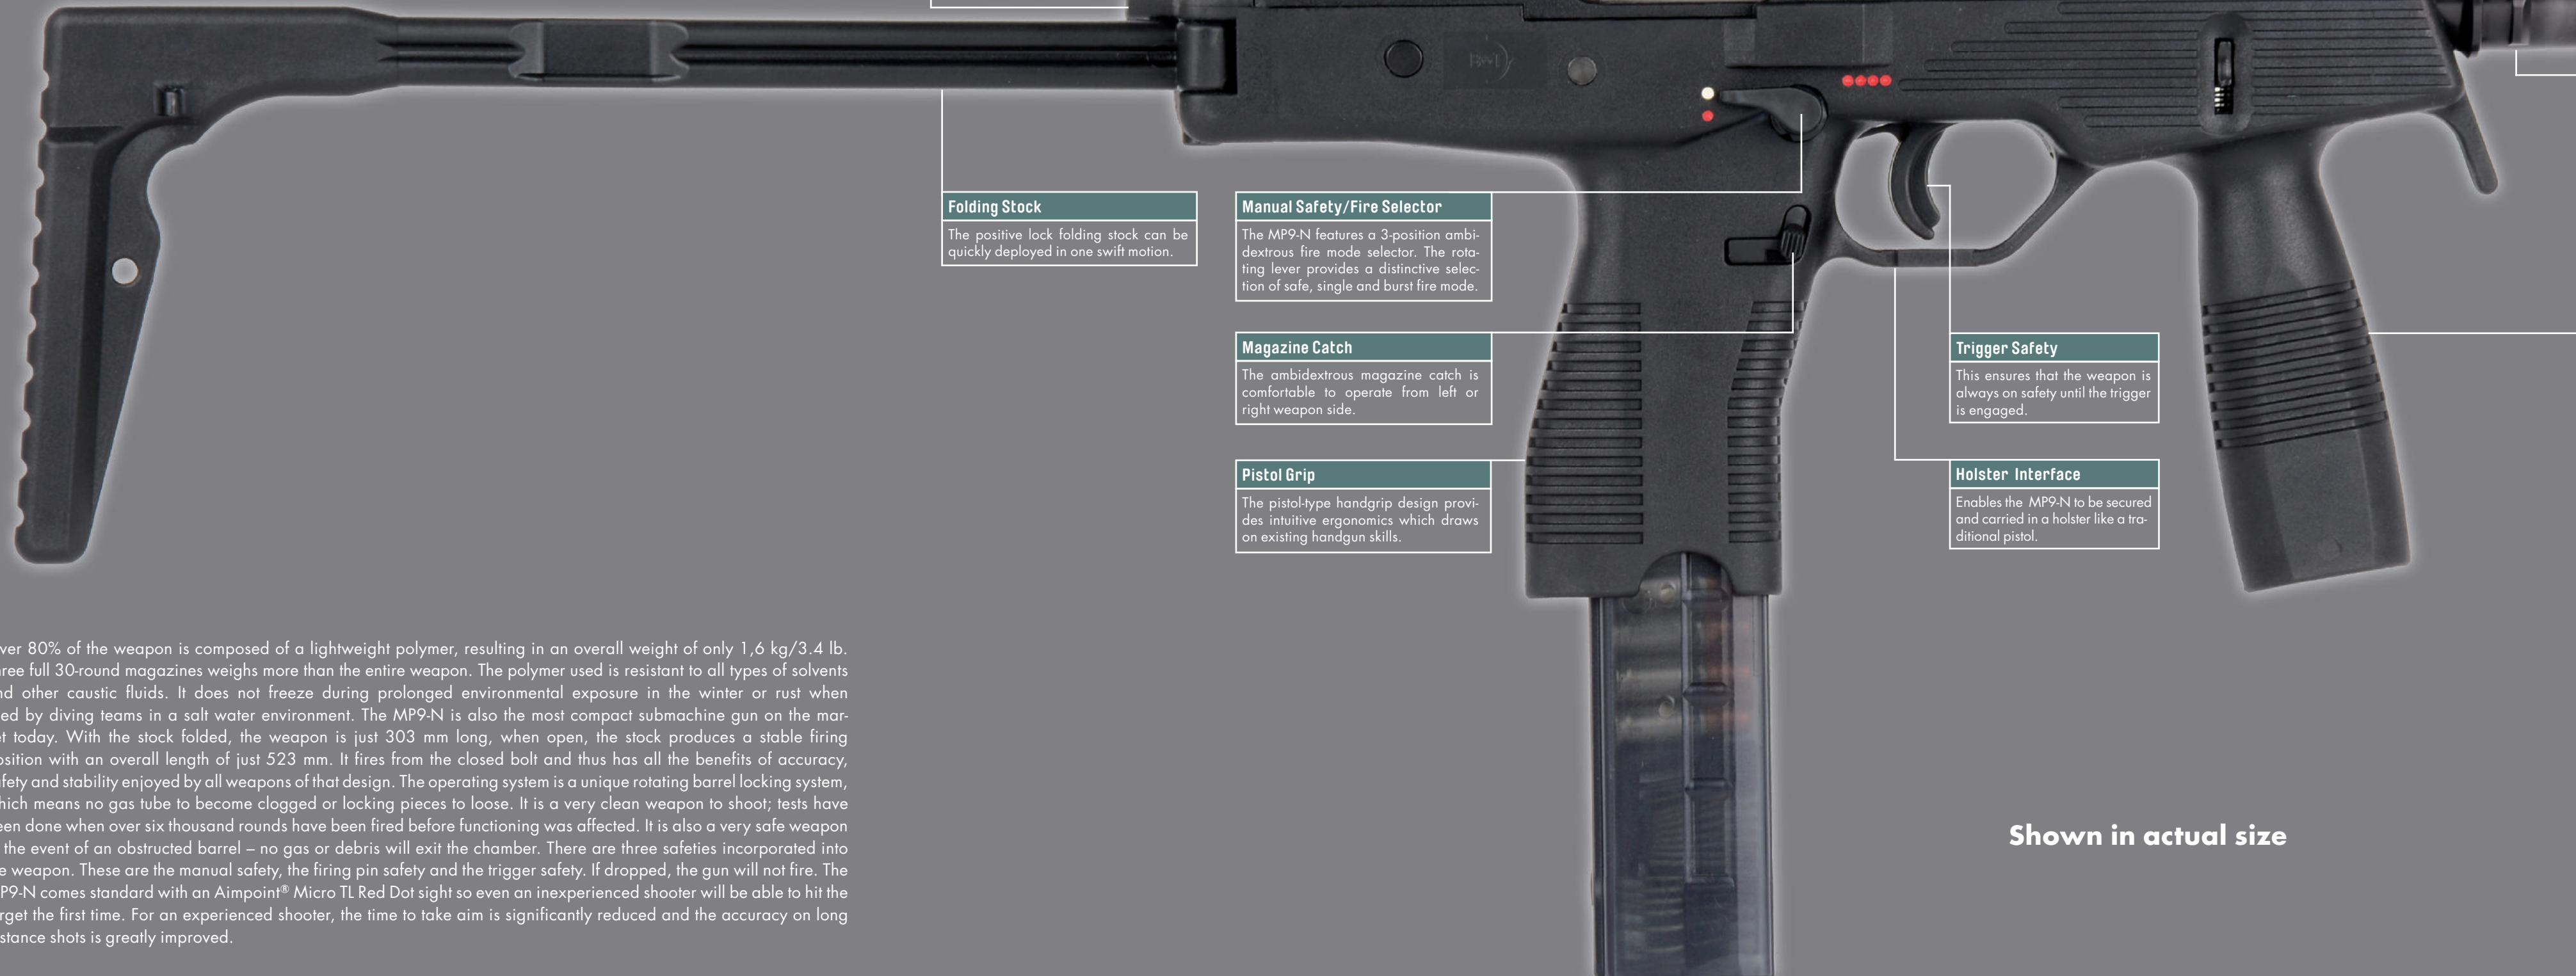 Folding Stock
The positive lock folding stock can be
quickly deployed in one swift motion.
Manual Safety/Fire Selector
The MP9-N features a 3-position ambi-
dextrous fire mode selector. The rota-
ting lever provides a distinctive selec-
tion of safe, single and burst fire mode.
Magazine Catch
The ambidextrous magazine catch is
comfortable to operate from left or
right weapon side.
Pistol Grip
The pistol-type handgrip design provi-
des intuitive ergonomics which draws
on existing handgun skills.
Trigger Safety
This ensures that the weapon is
always on safety until the trigger
is engaged.
Holster Interface
Enables the MP9-N to be secured
and carried in a holster like a tra-
ditional pistol.
ver 80% of the weapon is composed of a lightweight polymer, resulting in an overall weight of only 1,6 kg/3.4 lb.
hree full 30-round magazines weighs more than the entire weapon. The polymer used is resistant to all types of solvents
nd other caustic fluids. It does not freeze during prolonged environmental exposure in the winter or rust when
ed by diving teams in a salt water environment. The MP9-N is also the most compact submachine gun on the mar-
et today. With the stock folded, the weapon is just 303 mm long, when open, the stock produces a stable firing
osition with an overall length of just 523 mm. It fires from the closed bolt and thus has all the benefits of accuracy,
afety and stability enjoyed by all weapons of that design. The operating system is a unique rotating barrel locking system,
hich means no gas tube to become clogged or locking pieces to loose. It is a very clean weapon to shoot; tests have
een done when over six thousand rounds have been fired before functioning was affected. It is also a very safe weapon
the event of an obstructed barrel – no gas or debris will exit the chamber. There are three safeties incorporated into
e weapon. These are the manual safety, the firing pin safety and the trigger safety. If dropped, the gun will not fire. The
P9-N comes standard with an Aimpoint® Micro TL Red Dot sight so even an inexperienced shooter will be able to hit the
rget the first time. For an experienced shooter, the time to take aim is significantly reduced and the accuracy on long
stance shots is greatly improved.
Shown in actual size